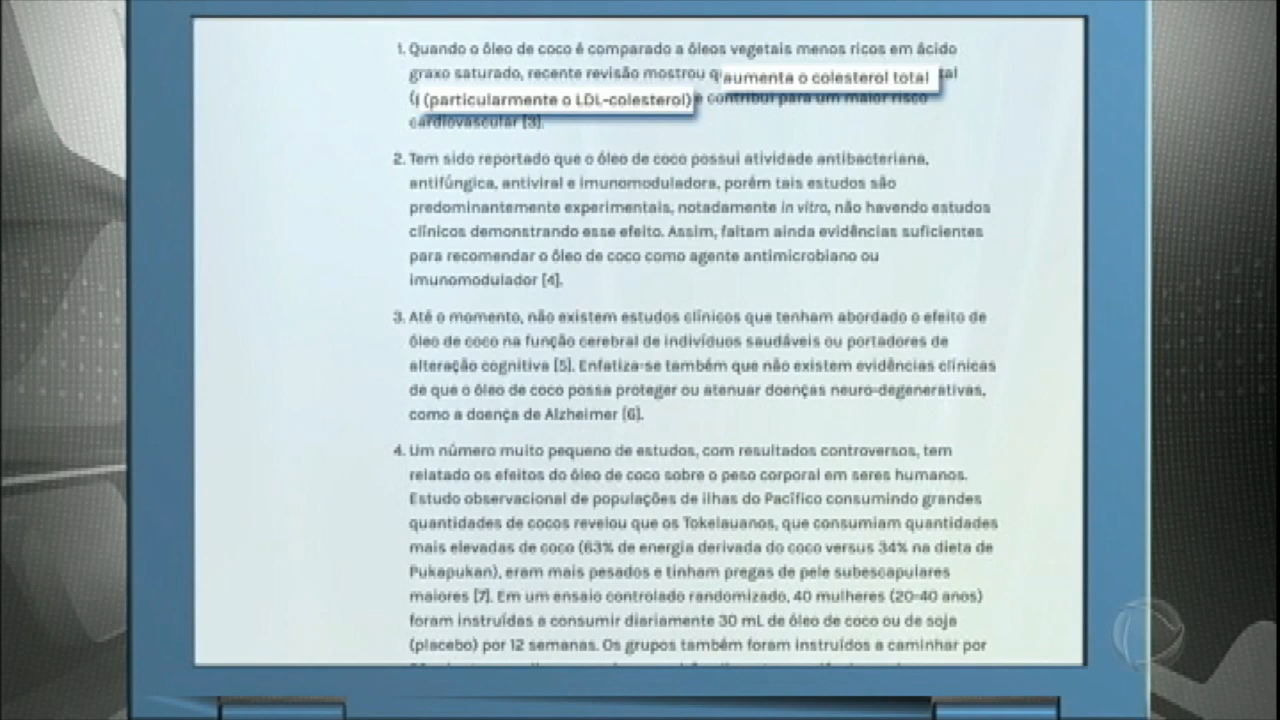 1. Quando o óleo de coco é comparado a óleos vegetais menos ricos em ácido
graxo saturado, recente revisão mostrou q aumenta o colesterol total tal
(l (particularmente o LDL-colesterol) e contribui para um maior risco
cardiovascular [3].
2. Tem sido reportado que o óleo de coco possui atividade antibacteriana,
antifúngica, antiviral e imunomoduladora, porém tais estudos são
predominantemente experimentais, notadamente in vitro, não havendo estudos
clínicos demonstrando esse efeito. Assim, faltam ainda evidências suficientes
para recomendar o óleo de coco como agente antimicrobiano ou
imunomodulador [4].
3. Até o momento, não existem estudos clínicos que tenham abordado o efeito de
óleo de coco na função cerebral de indivíduos saudáveis ou portadores de
alteração cognitiva [5]. Enfatiza-se também que não existem evidências clínicas
de que o óleo de coco possa proteger ou atenuar doenças neuro-degenerativas,
como a doença de Alzheimer [6].
4. Um número muito pequeno de estudos, com resultados controversos, tem
relatado os efeitos do óleo de coco sobre o peso corporal em seres humanos.
Estudo observacional de populações de ilhas do Pacífico consumindo grandes
quantidades de cocos revelou que os Tokelauanos, que consumiam quantidades
mais elevadas de coco (63% de energia derivada do coco versus 34% na dieta de
Pukapukan), eram mais pesados e tinham pregas de pele subescapulares
maiores [7]. Em um ensaio controlado randomizado, 40 mulheres (20-40 anos)
foram instruídas a consumir diariamente 30 mL de óleo de coco ou de soja
(placebo) por 12 semanas. Os grupos também foram instruídos a caminhar por